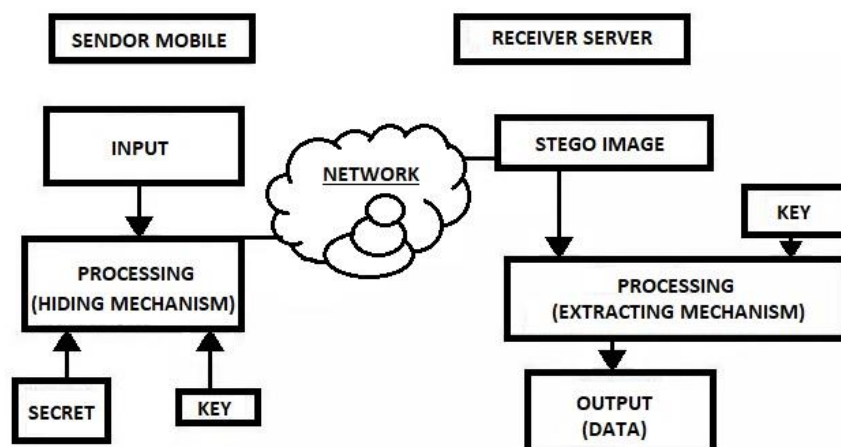 SENDOR MOBILE
RECEIVER SERVER
INPUT
NETWORK
STEGO IMAGE
KEY
PROCESSING
(HIDING MECHANISM)
PROCESSING
(EXTRACTING MECHANISM)
SECRET
KEY
OUTPUT
(DATA)